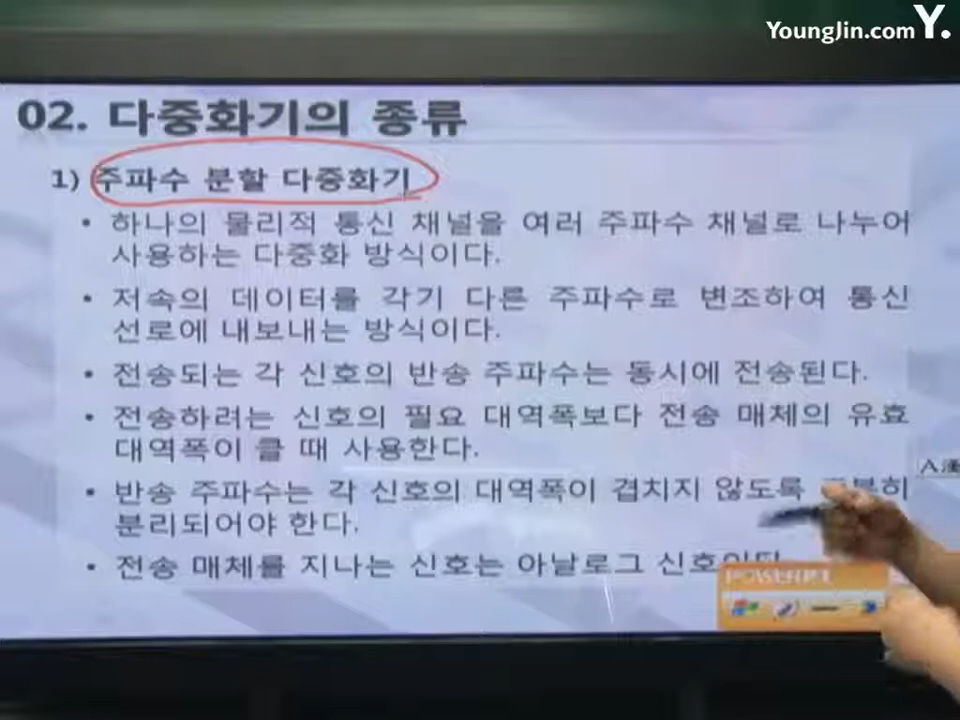 YoungJin.com Y.
02. 다중화기의 종류
1) 주파수 분할 다중화기
• 하나의 물리적 통신 채널을 여러 주파수 채널로 나누어
사용하는 다중화 방식이다.
• 저속의 데이터를 각기 다른 주파수로 변조하여 통신
선로에 내보내는 방식이다.
• 전송되는 각 신호의 반송 주파수는 동시에 전송된다.
• 전송하려는 신호의 필요 대역폭보다 전송 매체의 유효
대역폭이 클 때 사용한다.
• 반송 주파수는 각 신호의 대역폭이 겹치지 않도록
분리되어야 한다.
• 전송 매체를 지나는 신호는 아날로그 신호이다
A漢